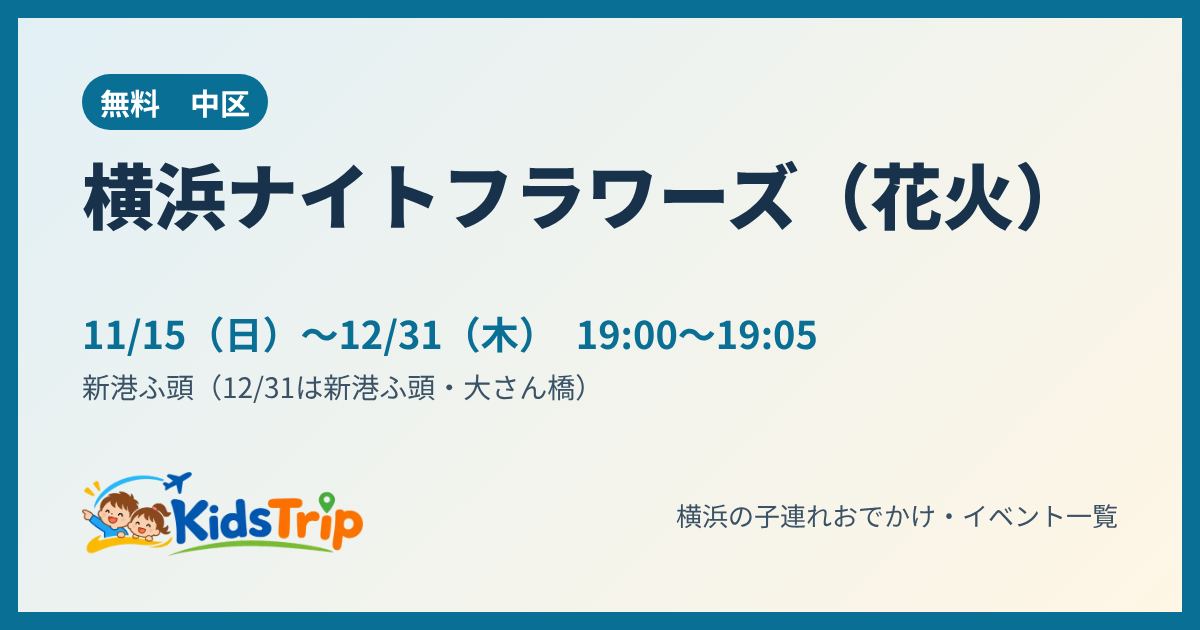 無料　中区
横浜ナイトフラワーズ（花火）
11/15（日）〜12/31（木）　19:00〜19:05
新港ふ頭（12/31は新港ふ頭・大さん橋）
KidsTrip
横浜の子連れおでかけ・イベント一覧